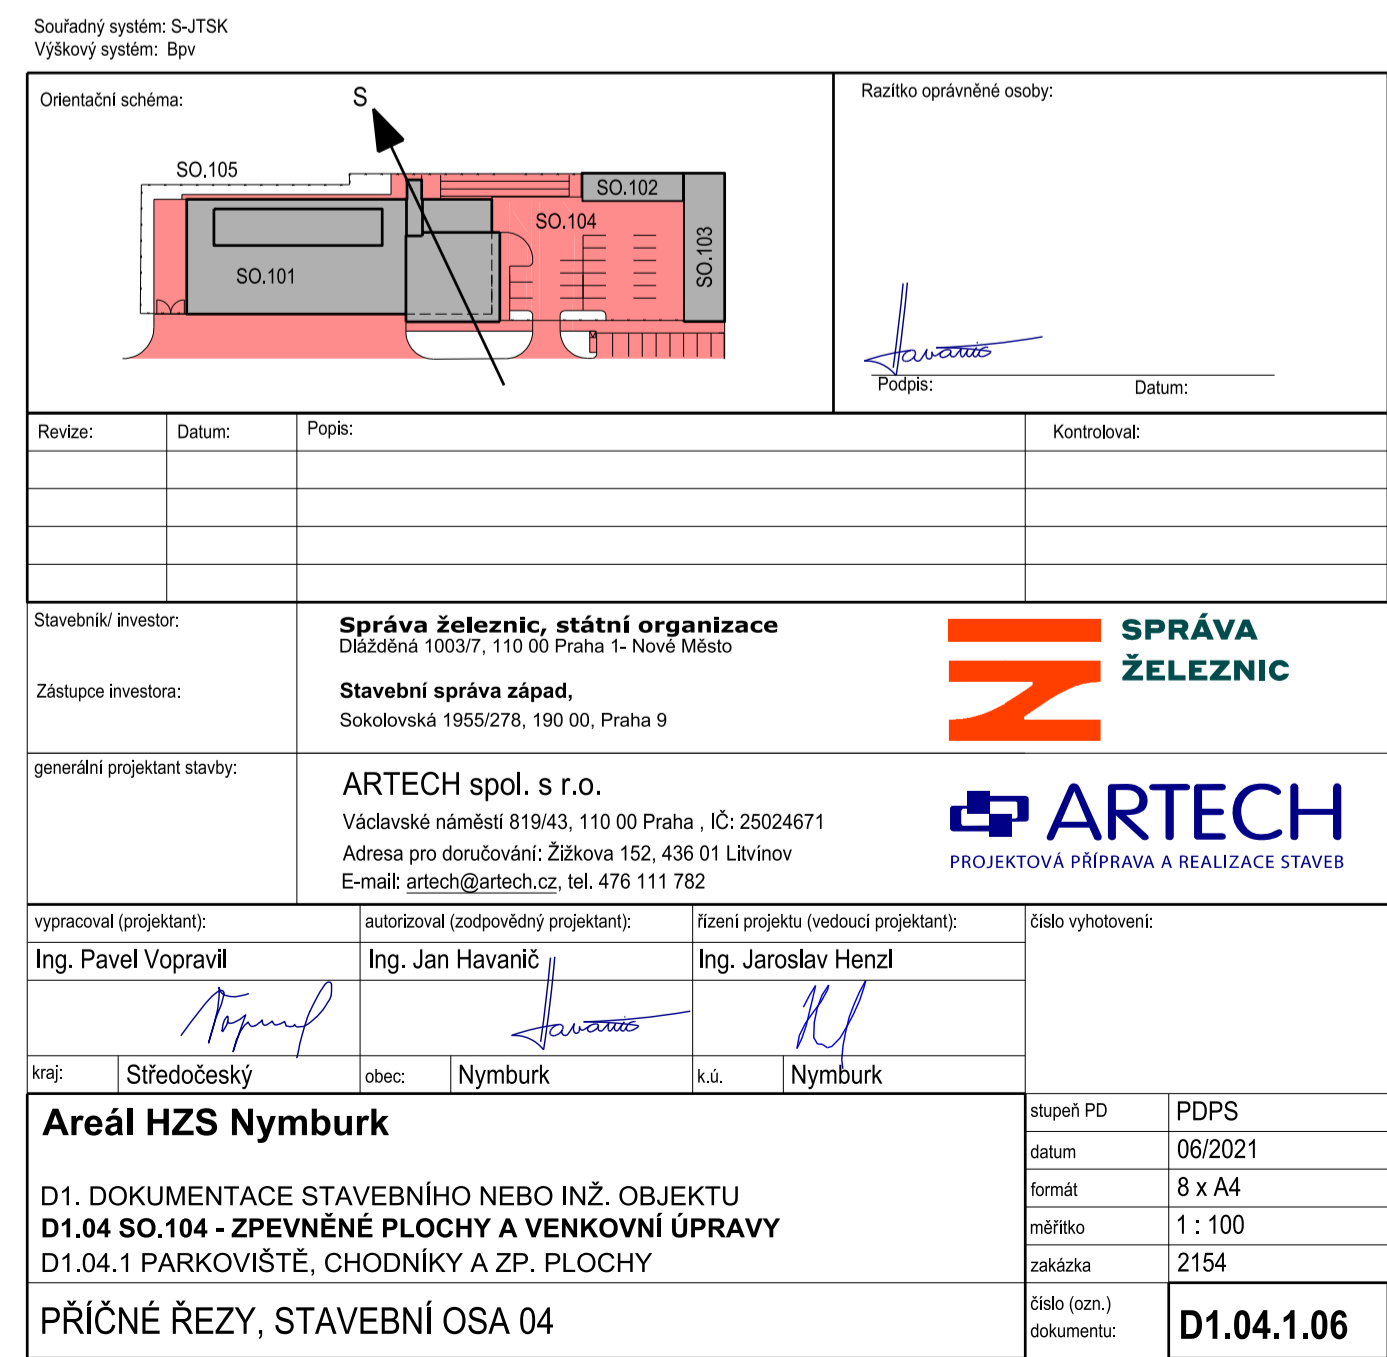 Souřadný systém: S-JTSK
Výškový systém: Bpv
Orientační schéma:
S
SO.105
SO.102
SO.104
SO.103
SO.101
Razítko oprávněné osoby:
Podpis:
Datum:
Revize:
Datum:
Popis:
Kontroloval:
Stavebník/ investor:
Správa železnic, státní organizace
Dlážděná 1003/7, 110 00 Praha 1- Nové Město
Zástupce investora:
Stavební správa západ,
Sokolovská 1955/278, 190 00, Praha 9
SPRÁVA
ŽELEZNIC
generální projektant stavby:
ARTECH spol. s r.o.
Václavské náměstí 819/43, 110 00 Praha , IČ: 25024671
Adresa pro doručování: Žižkova 152, 436 01 Litvínov
E-mail: artech@artech.cz, tel. 476 111 782
ARTECH
PROJEKTOVÁ PŘÍPRAVA A REALIZACE STAVEB
vypracoval (projektant):
autorizoval (zodpovědný projektant):
řízení projektu (vedoucí projektant):
číslo vyhotovení:
Ing. Pavel Vopravil
Ing. Jan Havanič
Ing. Jaroslav Henzl
kraj:
Středočeský
obec:
Nymburk
k.ú.
Nymburk
Areál HZS Nymburk
D1. DOKUMENTACE STAVEBNÍHO NEBO INŽ. OBJEKTU
D1.04 SO.104 - ZPEVNĚNÉ PLOCHY A VENKOVNÍ ÚPRAVY
D1.04.1 PARKOVIŠTĚ, CHODNÍKY A ZP. PLOCHY
PŘÍČNÉ ŘEZY, STAVEBNÍ OSA 04
stupeň PD
PDPS
datum
06/2021
formát
8 x A4
měřítko
1 : 100
zakázka
2154
číslo (ozn.)
dokumentu:
D1.04.1.06